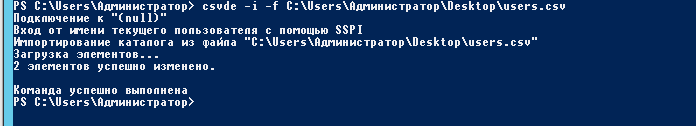 PS C:\Users\Администратор> csvde -i -f C:\Users\Администратор\Desktop\users.csv
Подключение к "(null)"
Вход от имени текущего пользователя с помощью SSPI
Импортирование каталога из файла "C:\Users\Администратор\Desktop\users.csv"
Загрузка элементов...
2 элементов успешно изменено.
Команда успешно выполнена
PS C:\Users\Администратор>